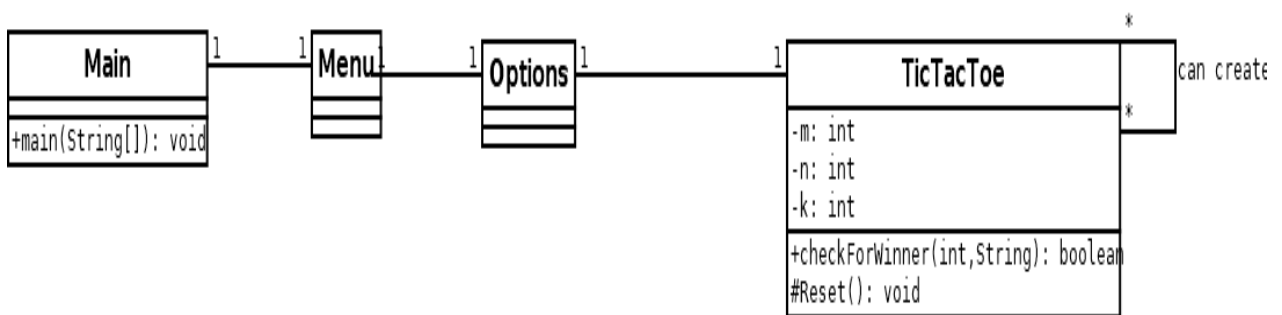 Main
+main(String[]): void
1
1
Menu
1
1
Options
1
1
TicTacToe
-m: int
-n: int
-k: int
+checkForWinner(int,String): boolean
#Reset(): void
*
*
can create